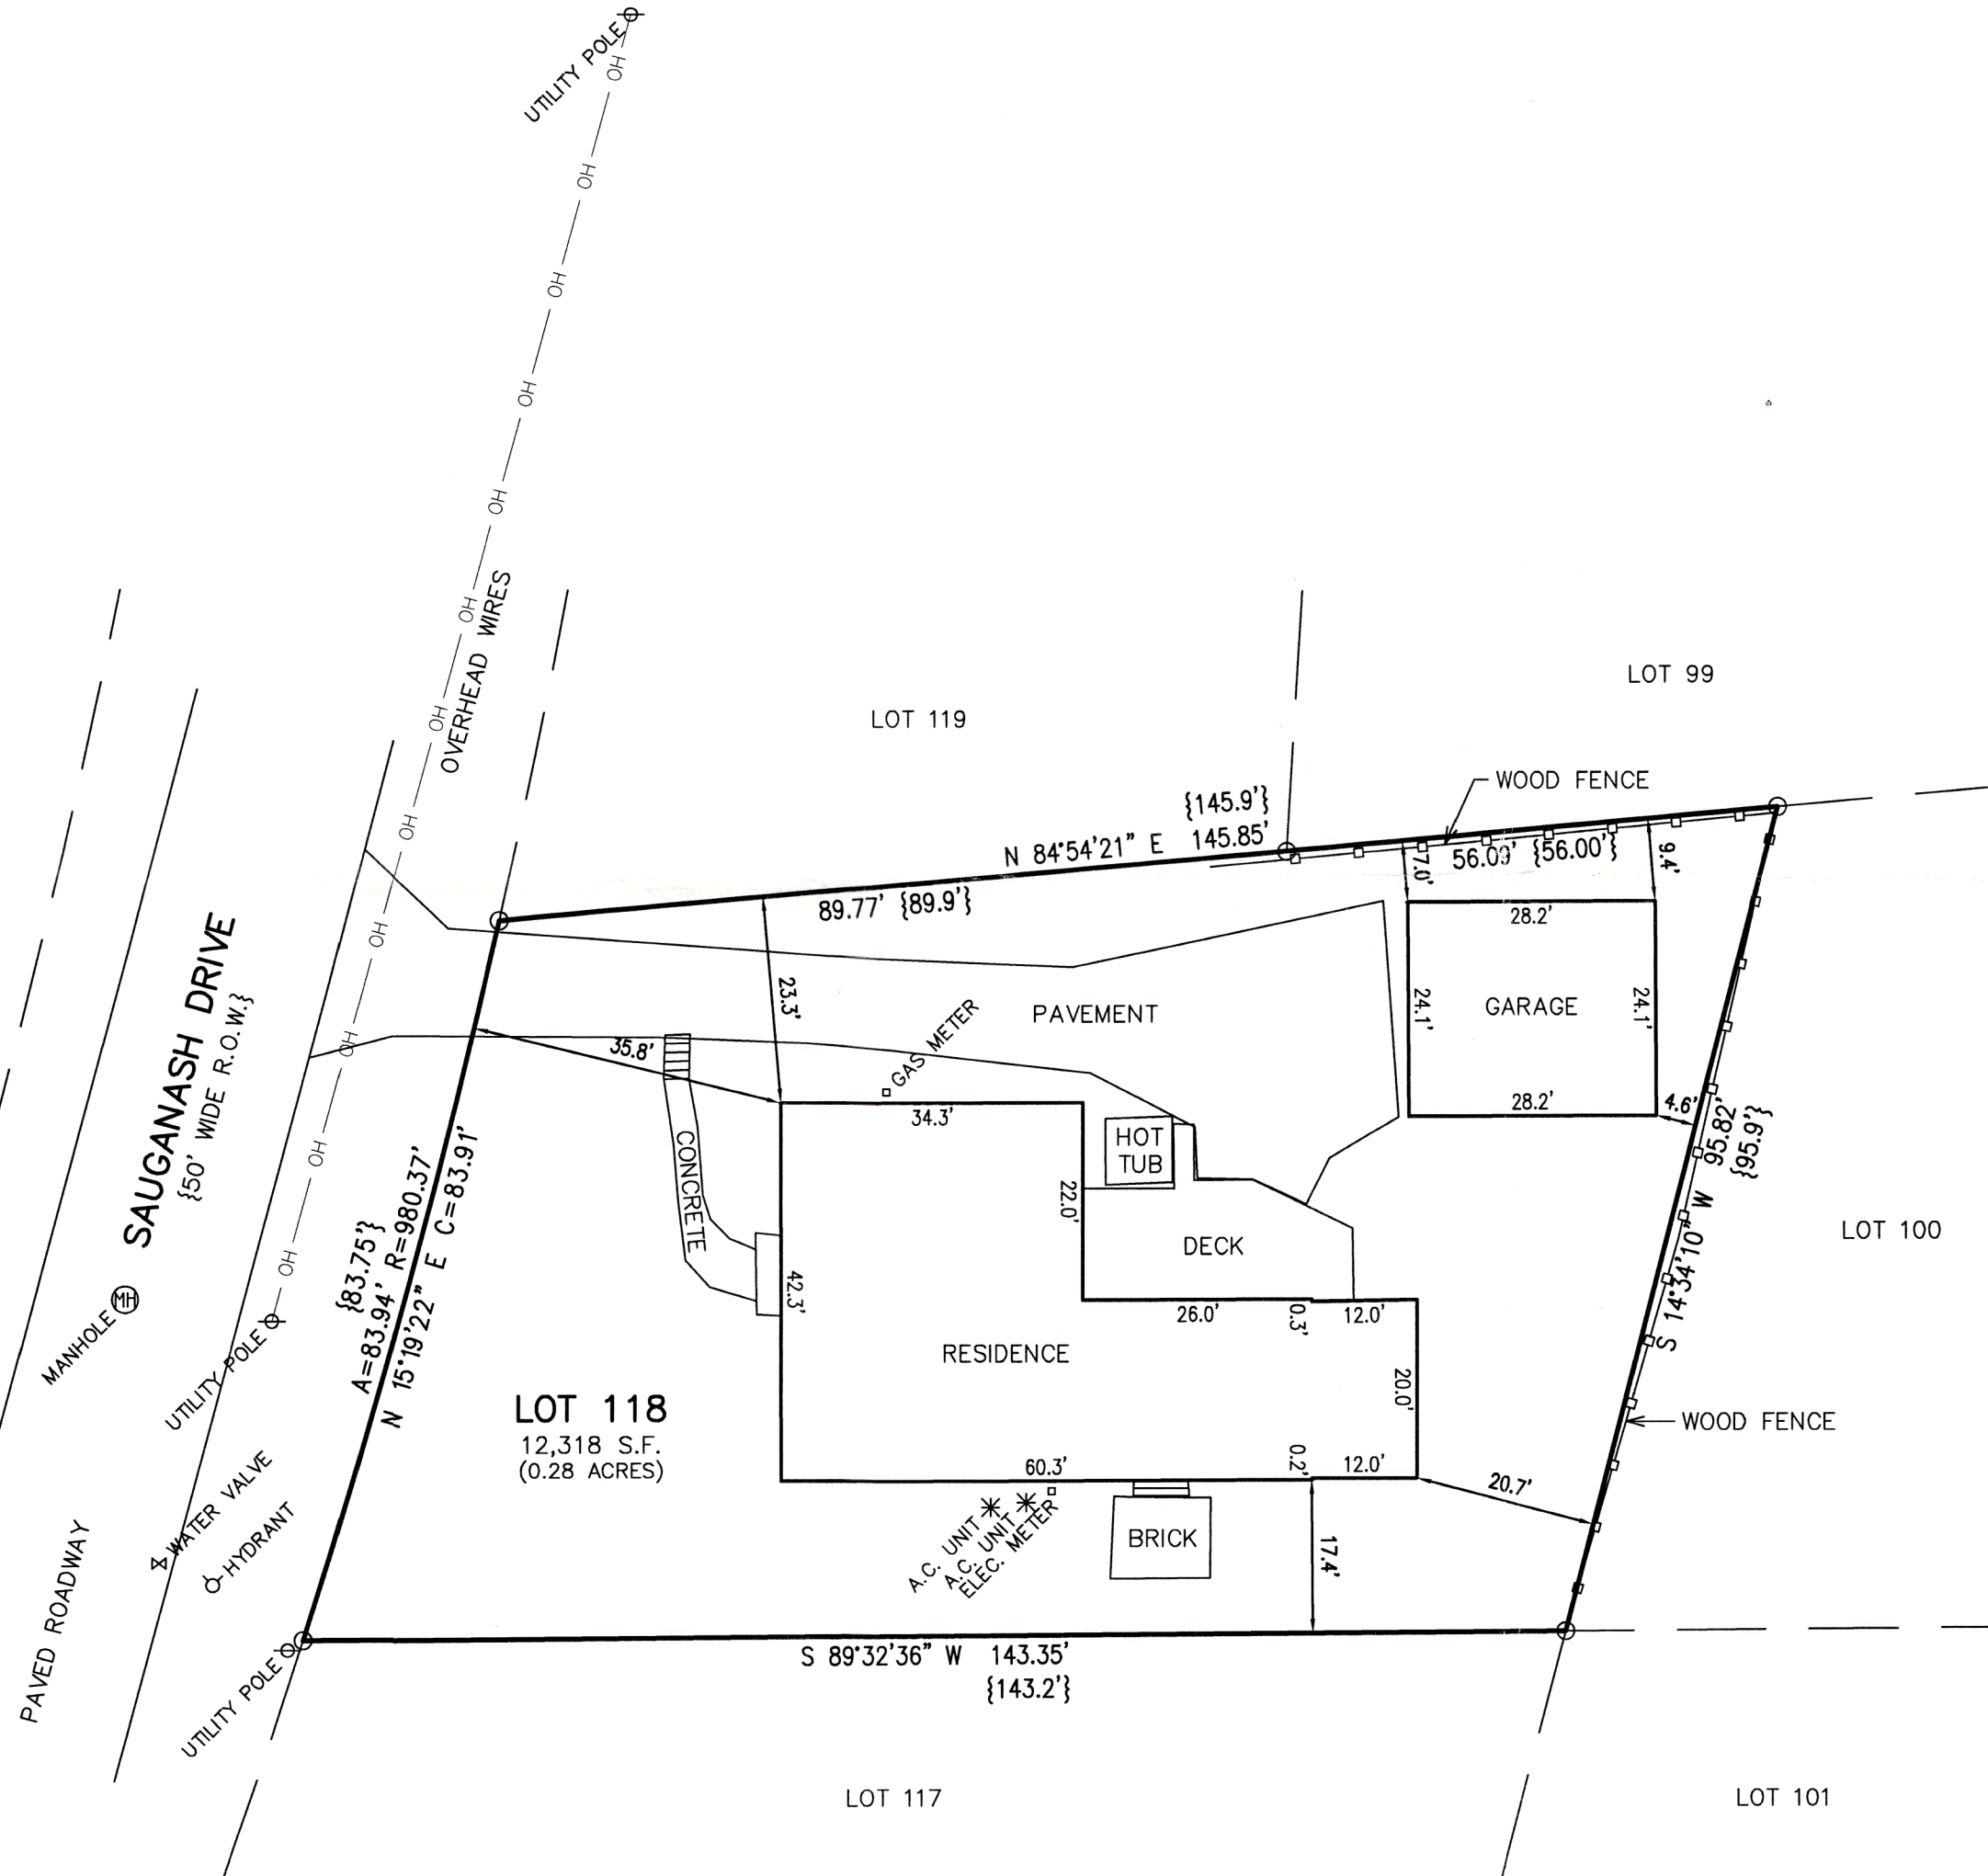 UTILITY POLE
OH OH OH OH OH OH OH OH OH OH OH OH OH
OVERHEAD WIRES
LOT 99
LOT 119
WOOD FENCE
{145.9'}
N 84°54'21" E 145.85'
89.77' {89.9'}
56.09' {56.00'}
7.0'
9.4'
28.2'
24.1'
GARAGE
24.1'
28.2'
4.6'
95.82'
{95.9'}
S 14°34'10" W
LOT 100
SAUGANASH DRIVE
{50' WIDE R.O.W.}
23.3'
35.8'
PAVEMENT
GAS METER
34.3'
HOT
TUB
CONCRETE
22.0'
DECK
42.3'
26.0'
0.3'
12.0'
RESIDENCE
20.0'
{83.75'}
A=83.94' R=980.37'
N 15°19'22" E C=83.91'
MANHOLE
MH
UTILITY POLE
LOT 118
12,318 S.F.
(0.28 ACRES)
WOOD FENCE
60.3'
0.2'
12.0'
20.7'
WATER VALVE
HYDRANT
A.C. UNIT
A.C. UNIT
ELEC. METER
BRICK
17.4'
PAVED ROADWAY
UTILITY POLE
S 89°32'36" W 143.35'
{143.2'}
LOT 117
LOT 101